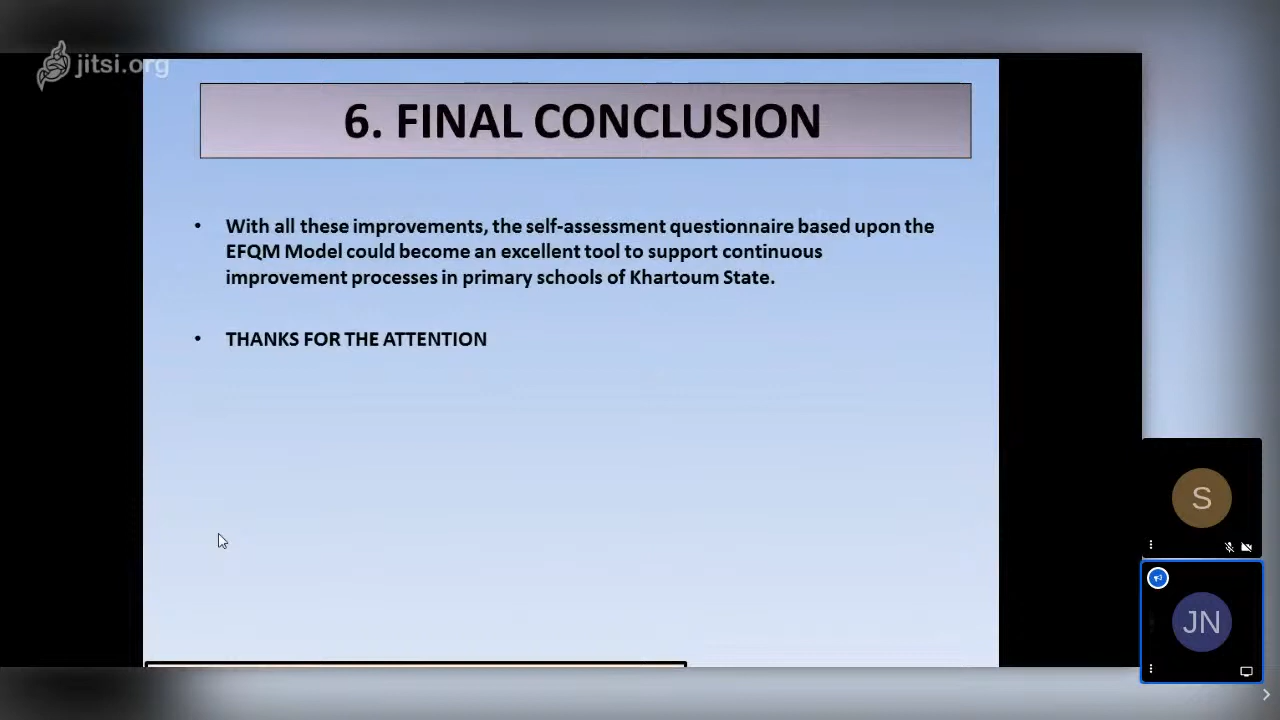 jitsi.org
6. FINAL CONCLUSION
• With all these improvements, the self-assessment questionnaire based upon the
EFQM Model could become an excellent tool to support continuous
improvement processes in primary schools of Khartoum State.
• THANKS FOR THE ATTENTION
S
JN